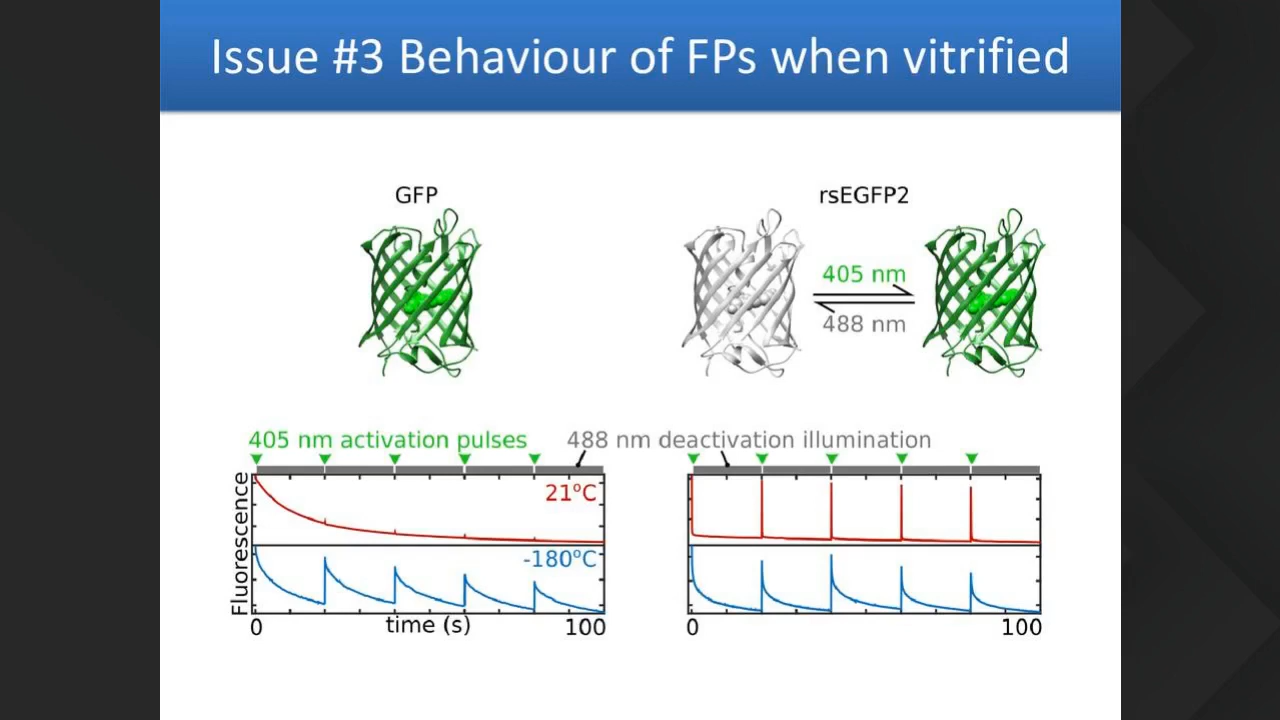 Issue #3 Behaviour of FPs when vitrified
GFP
rsEGFP2
405 nm
488 nm
405 nm activation pulses
488 nm deactivation illumination
Fluorescence
21°C
-180°C
0
time (s)
100
0
100